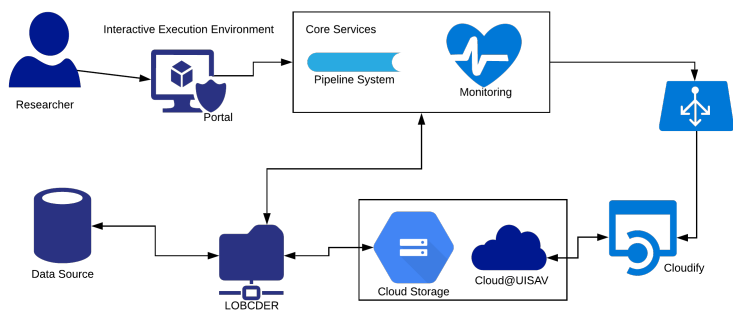 Interactive Execution Environment
Core Services
Pipeline System
Monitoring
Researcher
Portal
Data Source
LOBCDER
Cloud Storage
Cloud@UISAV
Cloudify